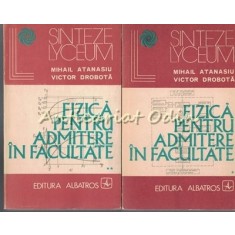 SINTEZE
LYCEUM
MIHAIL ATANASIU
VICTOR DROBOTĂ
FIZICĂ
PENTRU
ADMITERE
ÎN FACULTATE
**
EDITURA ALBATROS
SINTEZE
LYCEUM
MIHAIL ATANASIU
VICTOR DROBOTĂ
FIZICĂ
PENTRU
ADMITERE
ÎN FACULTATE
*
EDITURA ALBATROS